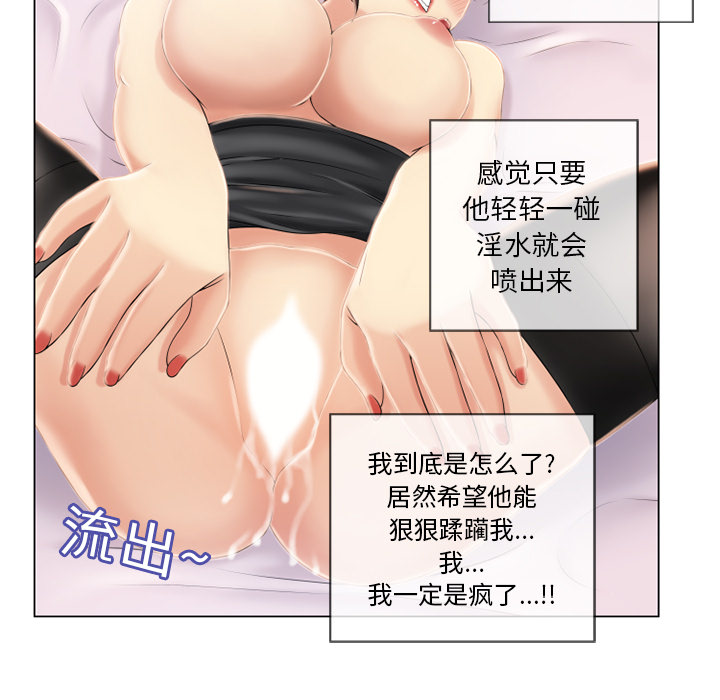 感觉只要
他轻轻一碰
淫水就会
喷出来
我到底是怎么了?
居然希望他能
狠狠蹂躏我...
我...
我一定是疯了...!!
流出~